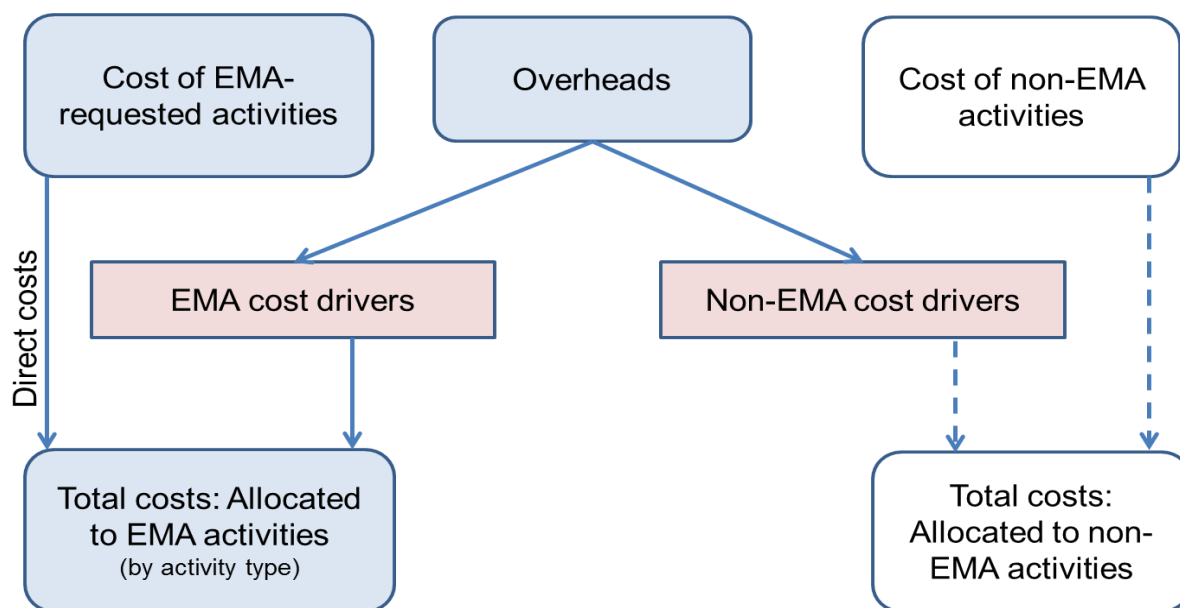 Cost of EMA-
requested activities
Overheads
Cost of non-EMA
activities
Direct costs
EMA cost drivers
Non-EMA cost drivers
Total costs: Allocated
to EMA activities
(by activity type)
Total costs:
Allocated to non-
EMA activities